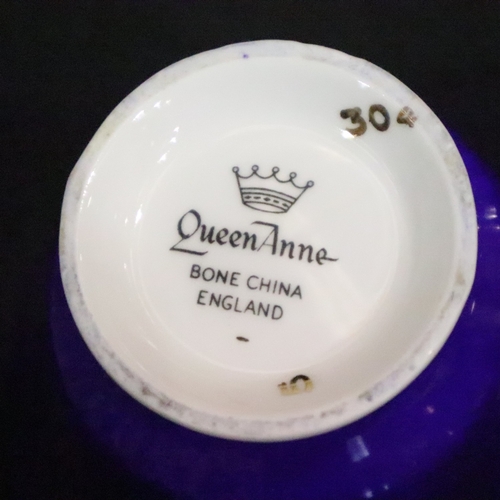 304
Queen Anne
BONE CHINA
ENGLAND